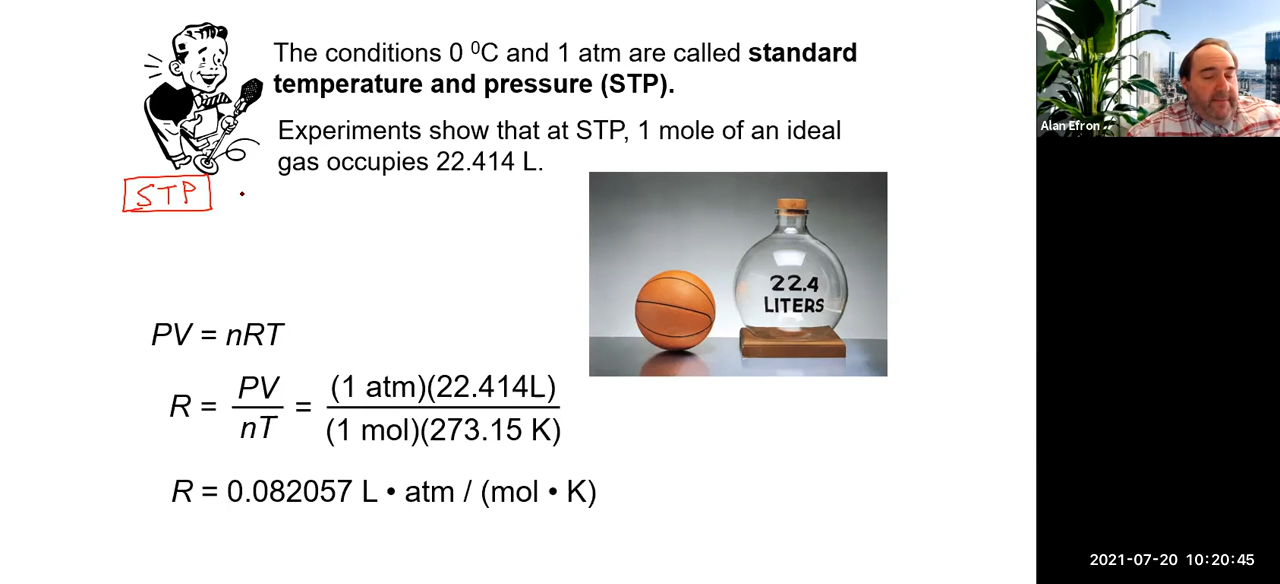 The conditions 0 ⁰C and 1 atm are called standard
temperature and pressure (STP).
Experiments show that at STP, 1 mole of an ideal
gas occupies 22.414 L.
STP
22.4
LITERS
PV = nRT
R = PV/nT = (1 atm)(22.414L)/(1 mol)(273.15 K)
R = 0.082057 L • atm / (mol • K)
Alan Efron
2021-07-20 10:20:45